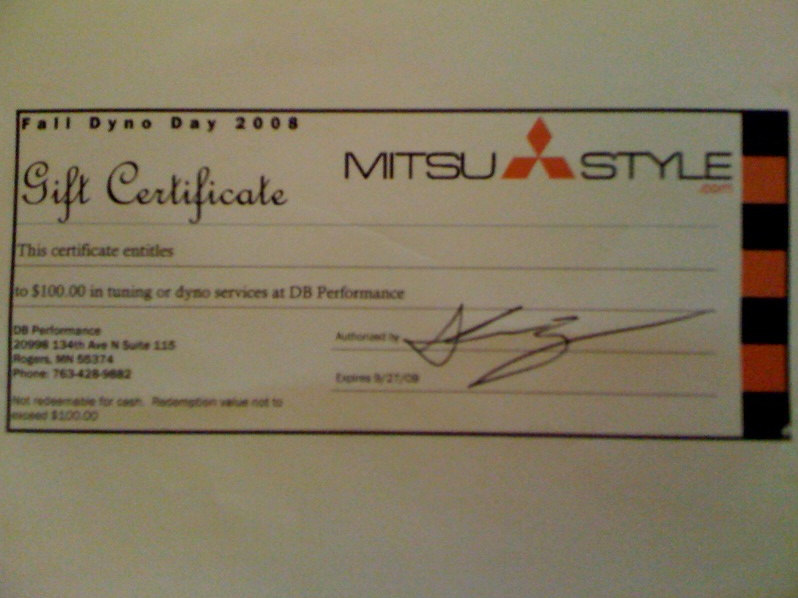 Fall Dyno Day 2008
MITSU STYLE
.com
Gift Certificate
This certificate entitles
to $100.00 in tuning or dyno services at DB Performance
DB Performance
20998 134th Ave N Suite 115
Rogers, MN 55374
Phone: 763-428-9882
Authorized by
Expires 9/27/09
Not redeemable for cash. Redemption value not to
exceed $100.00